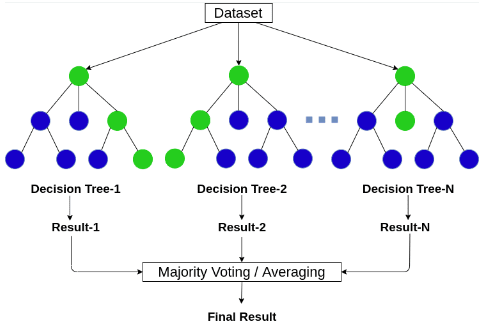 Dataset
Decision Tree-1
Decision Tree-2
Decision Tree-N
Result-1
Result-2
Result-N
Majority Voting / Averaging
Final Result